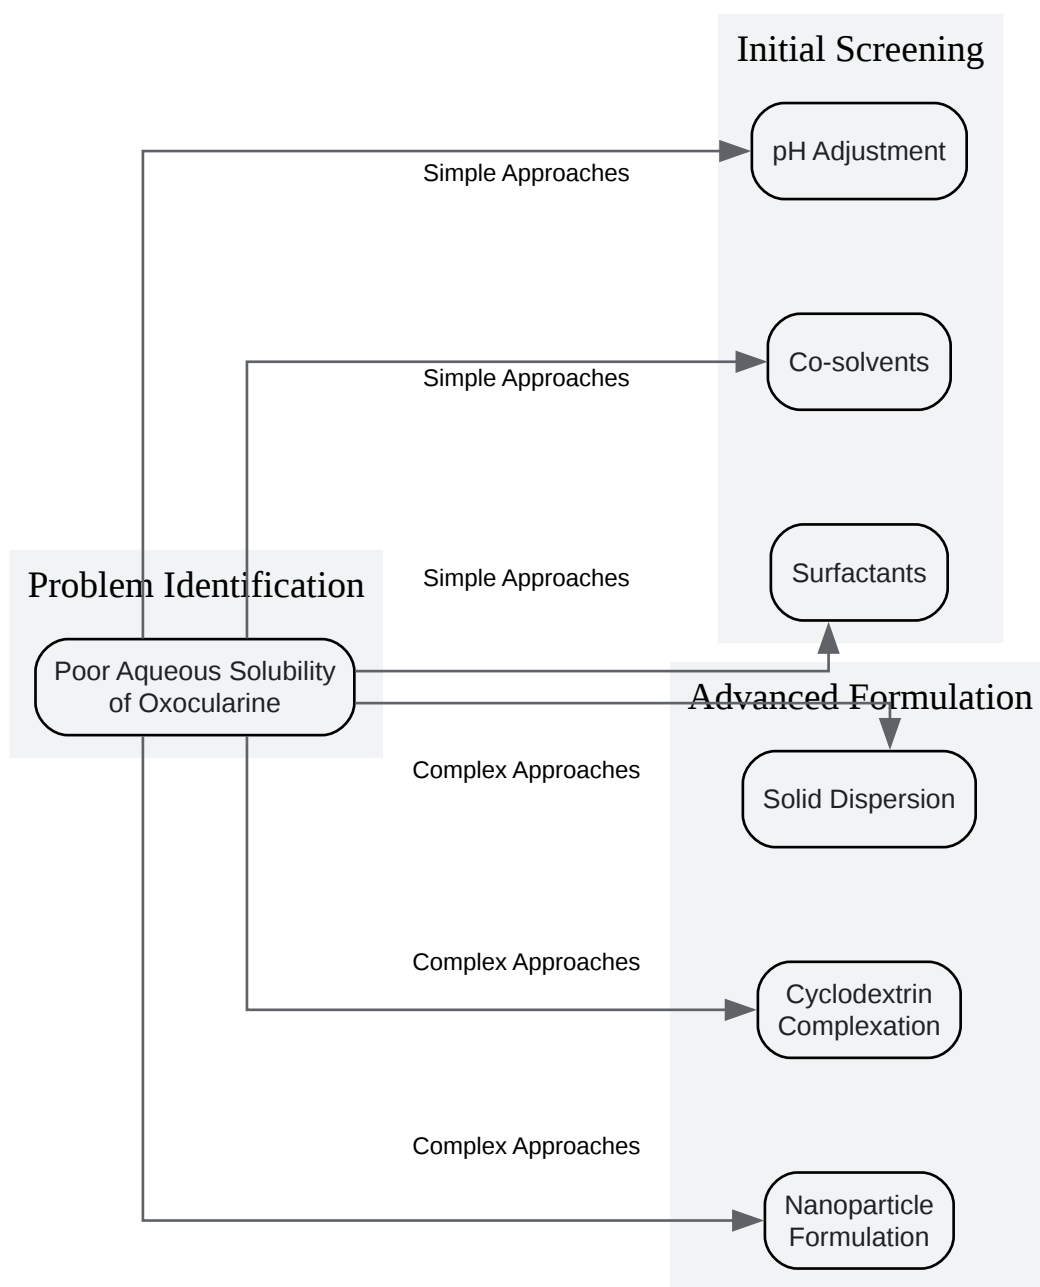 Initial Screening
pH Adjustment
Simple Approaches
Co-solvents
Simple Approaches
Surfactants
Simple Approaches
Problem Identification
Poor Aqueous Solubility
of Oxocularine
Advanced Formulation
Complex Approaches
Solid Dispersion
Complex Approaches
Cyclodextrin
Complexation
Complex Approaches
Nanoparticle
Formulation